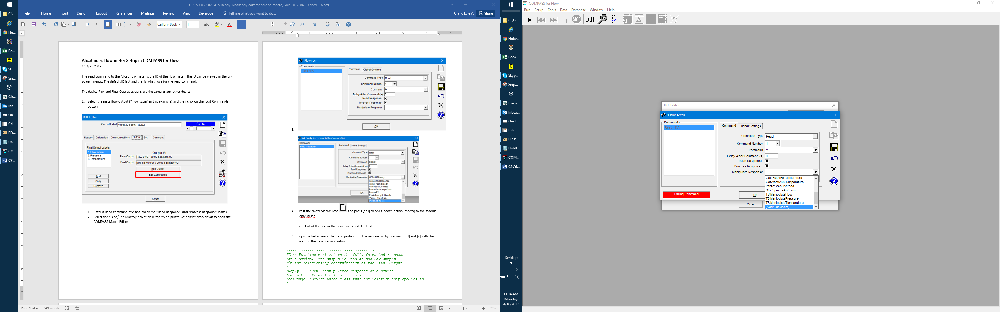 CPC6000 COMPASS Ready-NotReady command and macro, Kyle 2017-04-10.docx - Word
File Home Insert Design Layout References Mailings Review View Developer Tell me what you want to do... Clark, Kyle A Share
Calibri (Body 11
C:\...
Flu...
Bo...
Sk...
Sni...
Cis...
Inb...
On...
Cal...
RE:...
Un...
CO...
CP...
Alicat mass flow meter Setup in COMPASS for Flow
10 April 2017
The read command to the Alicat flow meter is the ID of the flow meter. The ID can be viewed in the on-
screen menus. The default ID is A and that is what I use for the read command.
The device Raw and Final Output screens are the same as any other device.
1. Select the mass flow output ("Flow sccm" in this example) and then click on the [Edit Commands]
button
DUT Editor
Record Label Alicat 20 sccm, RS232 6 / 34
Header Calibration Communications Output Set Comment
Final Output Labels
1)Flow sccm
2)Pressure
3)Temperature
Output #1
Raw Output Flow 0.00 - 20.00 sccm@0.0C
Final Output DUT Flow: 0.00 / 20.00 sccm@0.0C
Edit Output
Edit Commands
Add
Copy
Remove
Close
1. Enter a Read command of A and check the "Read Response" and "Process Response" boxes
2. Select the "[Add/Edit Macro]" selection in the "Manipulate Response" drop-down to open the
COMPASS Macro Editor
:Flow sccm
Commands
Read *1)A
Command Global Settings
Command Type Read
Command Number 1
Command A
Delay After Command (s) 0
Read Response
Process Response
Manipulate Response
OK
3.
Set Ready Command Editor:Pressure Set
Commands
Read *1)Stable?
Command Global Settings
Command Type Read
Command Number 1
Command Stable?
Delay After Command (s) 0
Read Response
Process Response
Manipulate Response CPC6000Ready
ParseDMMResponse
ParsePrsandReady
ParseScanListRead
ParseWinchLargeError
ParseXP2
RuskaReadyNotReady
Value = True/False
[Add/Edit Macro]
OK
4. Press the "New Macro" icon and press [Yes] to add a new function (macro) to the module:
ReplyParser
5. Select all of the text in the new macro and delete it
6. Copy the below macro text and paste it into the new macro by pressing [Ctrl] and [v] with the
cursor in the new macro window
'****************************************
'This Function must return the fully formatted response
'of a device. The output is used as the Raw output
'in the relationship determination of the Final Output.
'
'Reply :Raw unmanipulated response of a device.
'ParamID :Parameter ID of the device
'colRange :Device Range class that the relation ship applies to.
'
Page 1 of 4 349 words 82%
C:\Us...
Fluke...
Book...
Skyp...
Snip...
Cisco...
Inbox...
Onsit...
Cale...
RE: P...
Untitl...
COM...
CPC6...
Desktop
11:14 AM
Monday
4/10/2017
COMPASS for Flow
Run Setup Tools Data Database Window Help
STOP DUT
DUT Editor
:Flow sccm
Commands
Read *1)A
Command Global Settings
Command Type Read
Command Number 1
Command A
Delay After Command (s) 0
Read Response
Process Response
Manipulate Response
GetLEM2456Temperature
GetWest6100Temperature
ParseScanListRead
StripSpacesAndTrim
TSIManipulateFlow
TSIManipulatePressure
TSIManipulateTemperature
[Add/Edit Macro]
Editing Command
OK
Close